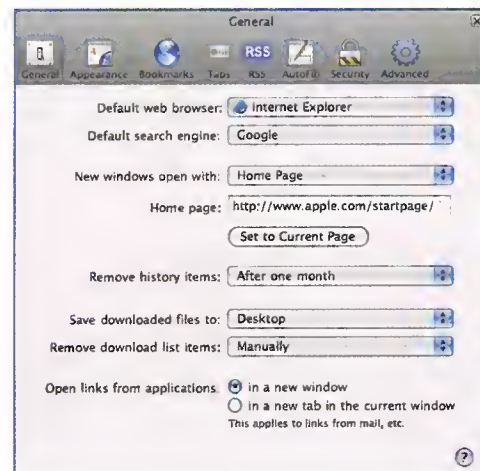 General
General Appearance Bookmarks Tabs RSS AutoFill Security Advanced
RSS
Default web browser: Internet Explorer
Default search engine: Google
New windows open with: Home Page
Home page: http://www.apple.com/startpage/
Set to Current Page
Remove history items: After one month
Save downloaded files to: Desktop
Remove download list items: Manually
Open links from applications in a new window
in a new tab in the current window
This applies to links from mail, etc.
?